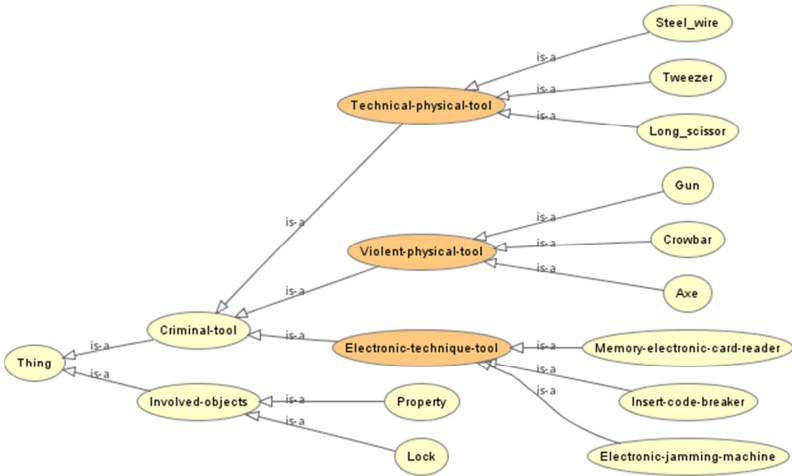 Steel_wire
is-a
Tweezer
is-a
Technical-physical-tool
is-a
Long_scissor
is-a
Gun
is-a
Crowbar
is-a
Violent-physical-tool
is-a
Axe
is-a
Criminal-tool
is-a
Electronic-technique-tool
is-a
Memory-electronic-card-reader
is-a
Thing
is-a
is-a
Insert-code-breaker
is-a
Involved-objects
is-a
Property
is-a
Lock
is-a
Electronic-jamming-machine